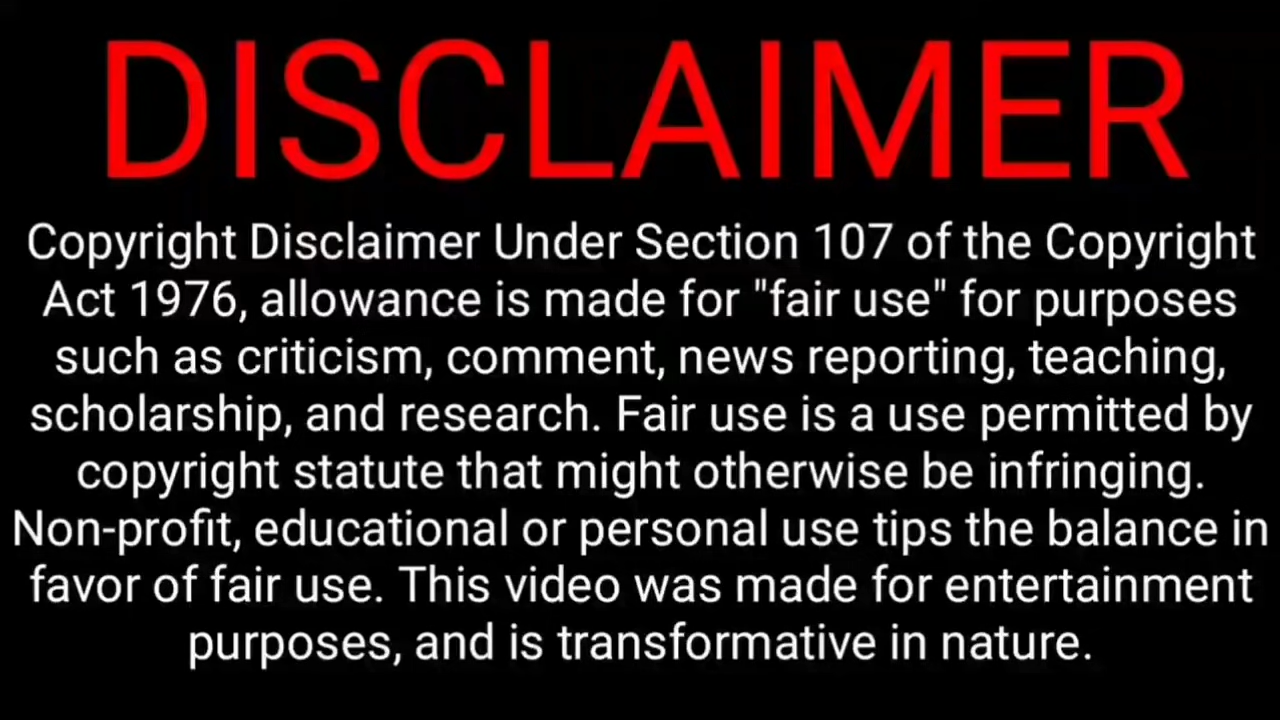 DISCLAIMER
Copyright Disclaimer Under Section 107 of the Copyright
Act 1976, allowance is made for "fair use" for purposes
such as criticism, comment, news reporting, teaching,
scholarship, and research. Fair use is a use permitted by
copyright statute that might otherwise be infringing.
Non-profit, educational or personal use tips the balance in
favor of fair use. This video was made for entertainment
purposes, and is transformative in nature.